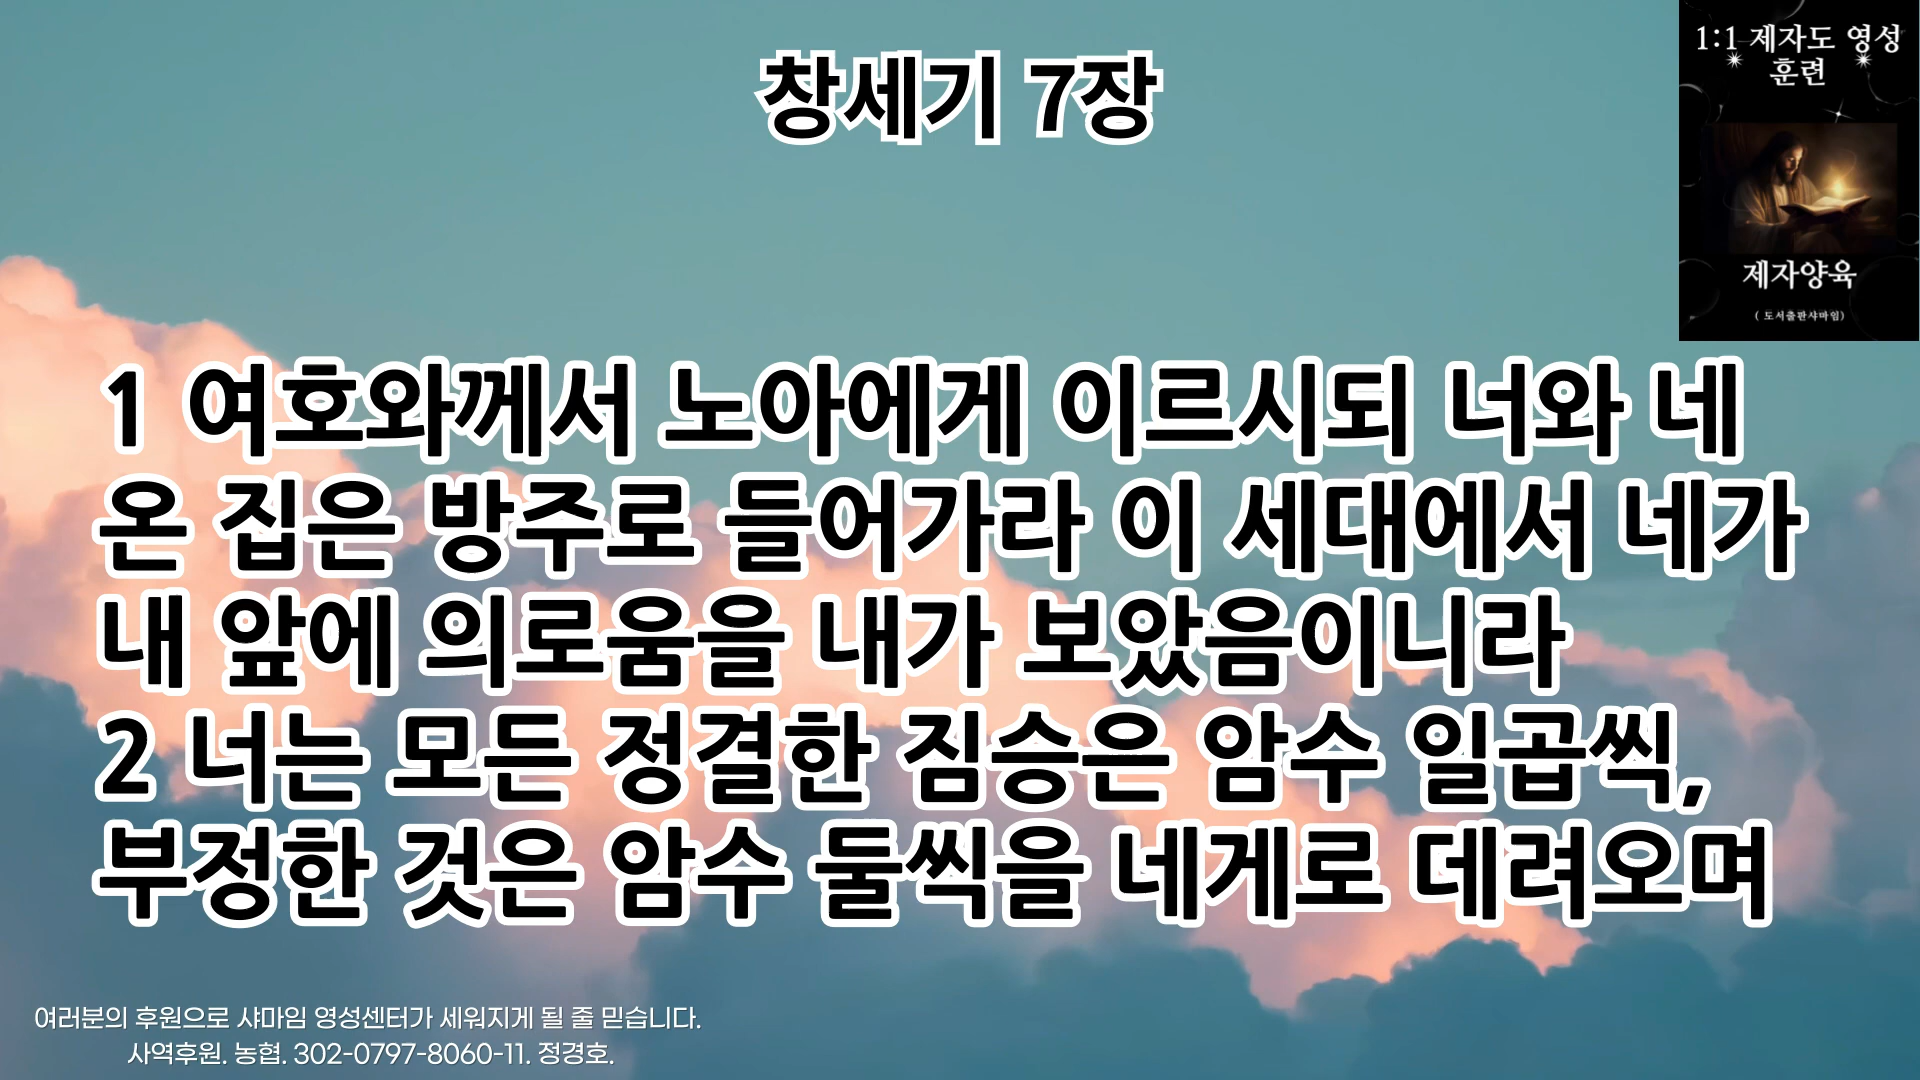 창세기 7장
1:1 제자도 영성
훈련
제자양육
( 도서출판샤마임)
1 여호와께서 노아에게 이르시되 너와 네
온 집은 방주로 들어가라 이 세대에서 네가
내 앞에 의로움을 내가 보았음이니라
2 너는 모든 정결한 짐승은 암수 일곱씩,
부정한 것은 암수 둘씩을 네게로 데려오며
여러분의 후원으로 샤마임 영성센터가 세워지게 될 줄 믿습니다.
사역후원. 농협. 302-0797-8060-11. 정경호.